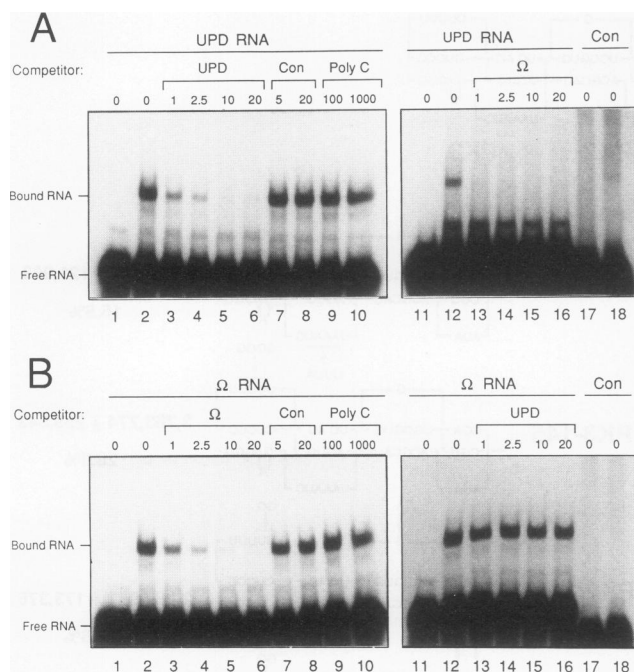 A
UPD RNA
UPD RNA
Con
Competitor:
UPD
Con
Poly C
Ω
0 0 1 2.5 10 20 5 20 100 1000
0 0 1 2.5 10 20 0 0
Bound RNA
Free RNA
1 2 3 4 5 6 7 8 9 10
11 12 13 14 15 16 17 18
B
Ω RNA
Ω RNA
Con
Competitor:
Ω
Con
Poly C
UPD
0 0 1 2.5 10 20 5 20 100 1000
0 0 1 2.5 10 20 0 0
Bound RNA
Free RNA
1 2 3 4 5 6 7 8 9 10
11 12 13 14 15 16 17 18